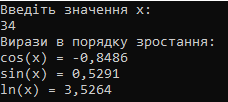 Введіть значення x:
34
Вирази в порядку зростання:
cos(x) = -0,8486
sin(x) = 0,5291
ln(x) = 3,5264